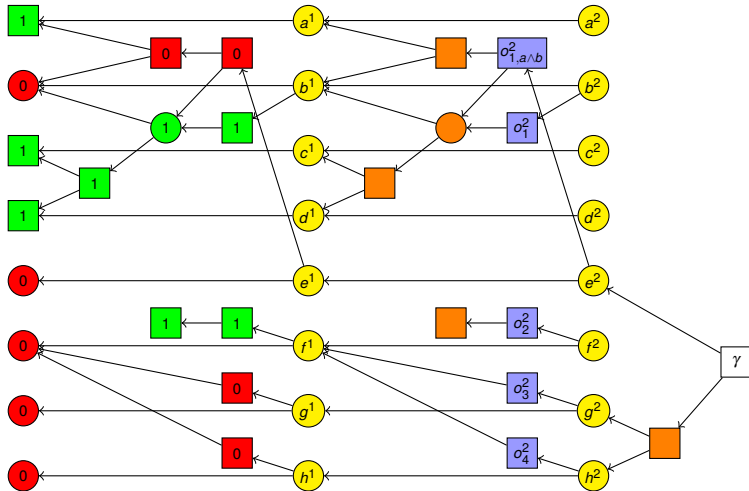 1 a¹ a²
0 0 o²₁,ₐ∧b
0 b¹ b²
1 1 o²₁
1 c¹ c²
1
1 d¹ d²
0 e¹ e²
1 1 o²₂
0 f¹ f²
γ
0 o²₃
0 g¹ g²
0 o²₄
0 h¹ h²